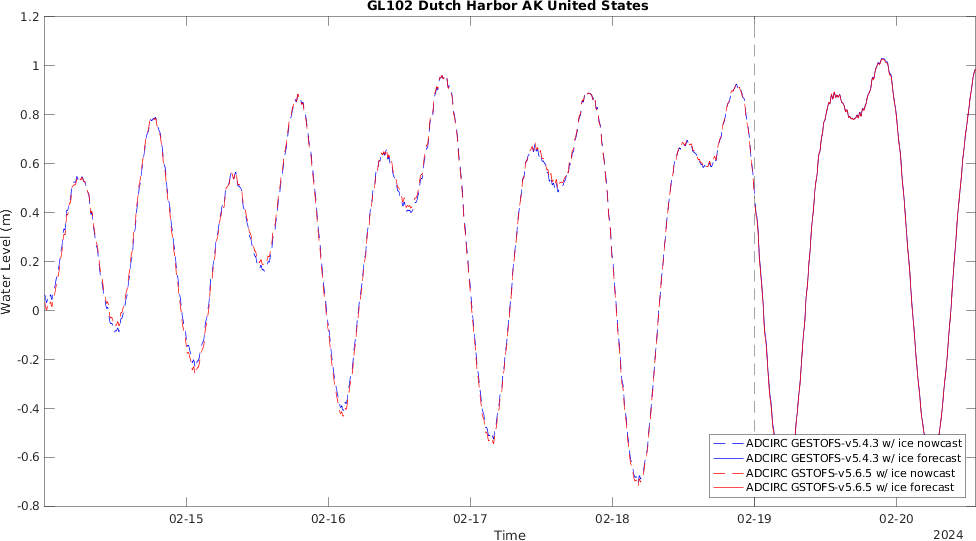 GL102 Dutch Harbor AK United States
1.2
1
0.8
0.6
0.4
0.2
0
-0.2
-0.4
-0.6
-0.8
Water Level (m)
ADCIRC GESTOFS-v5.4.3 w/ ice nowcast
ADCIRC GESTOFS-v5.4.3 w/ ice forecast
ADCIRC GSTOFS-v5.6.5 w/ ice nowcast
ADCIRC GSTOFS-v5.6.5 w/ ice forecast
02-15
02-16
02-17
02-18
02-19
02-20
Time
2024